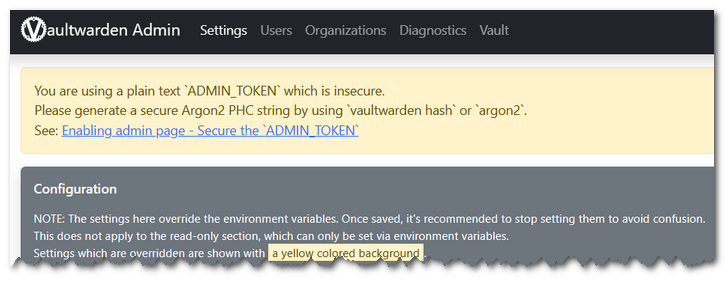 Vaultwarden Admin Settings Users Organizations Diagnostics Vault
You are using a plain text `ADMIN_TOKEN` which is insecure.
Please generate a secure Argon2 PHC string by using `vaultwarden hash` or `argon2`.
See: Enabling admin page - Secure the `ADMIN_TOKEN`
Configuration
NOTE: The settings here override the environment variables. Once saved, it's recommended to stop setting them to avoid confusion.
This does not apply to the read-only section, which can only be set via environment variables.
Settings which are overridden are shown with a yellow colored background.